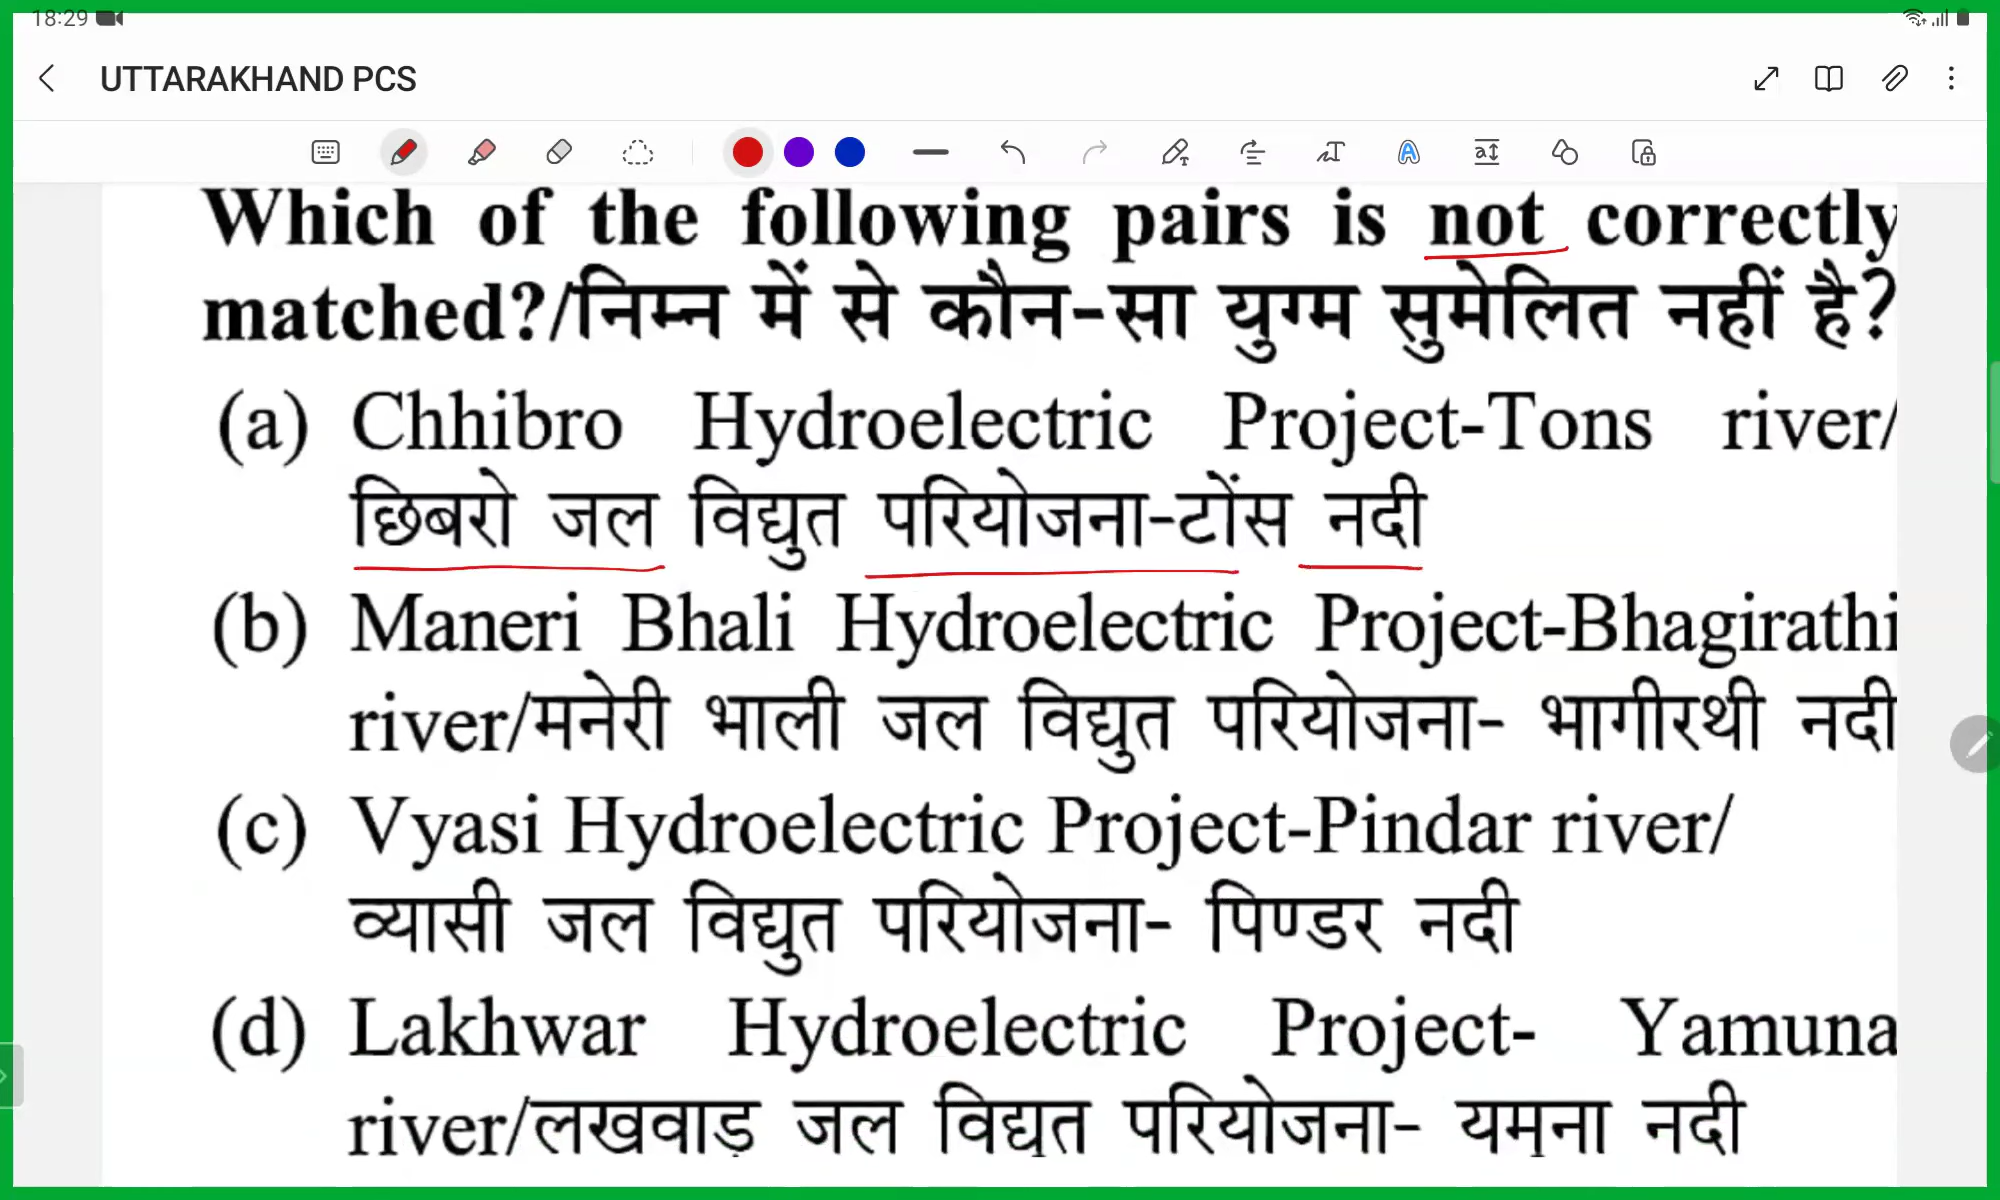 18:29
UTTARAKHAND PCS
Which of the following pairs is not correctly
matched?/निम्न में से कौन-सा युग्म सुमेलित नहीं है?
(a) Chhibro Hydroelectric Project-Tons river/
छिबरो जल विद्युत परियोजना-टोंस नदी
(b) Maneri Bhali Hydroelectric Project-Bhagirathi
river/मनेरी भाली जल विद्युत परियोजना- भागीरथी नदी
(c) Vyasi Hydroelectric Project-Pindar river/
व्यासी जल विद्युत परियोजना- पिण्डर नदी
(d) Lakhwar Hydroelectric Project- Yamuna
river/लखवाड़ जल विद्युत परियोजना- यमुना नदी